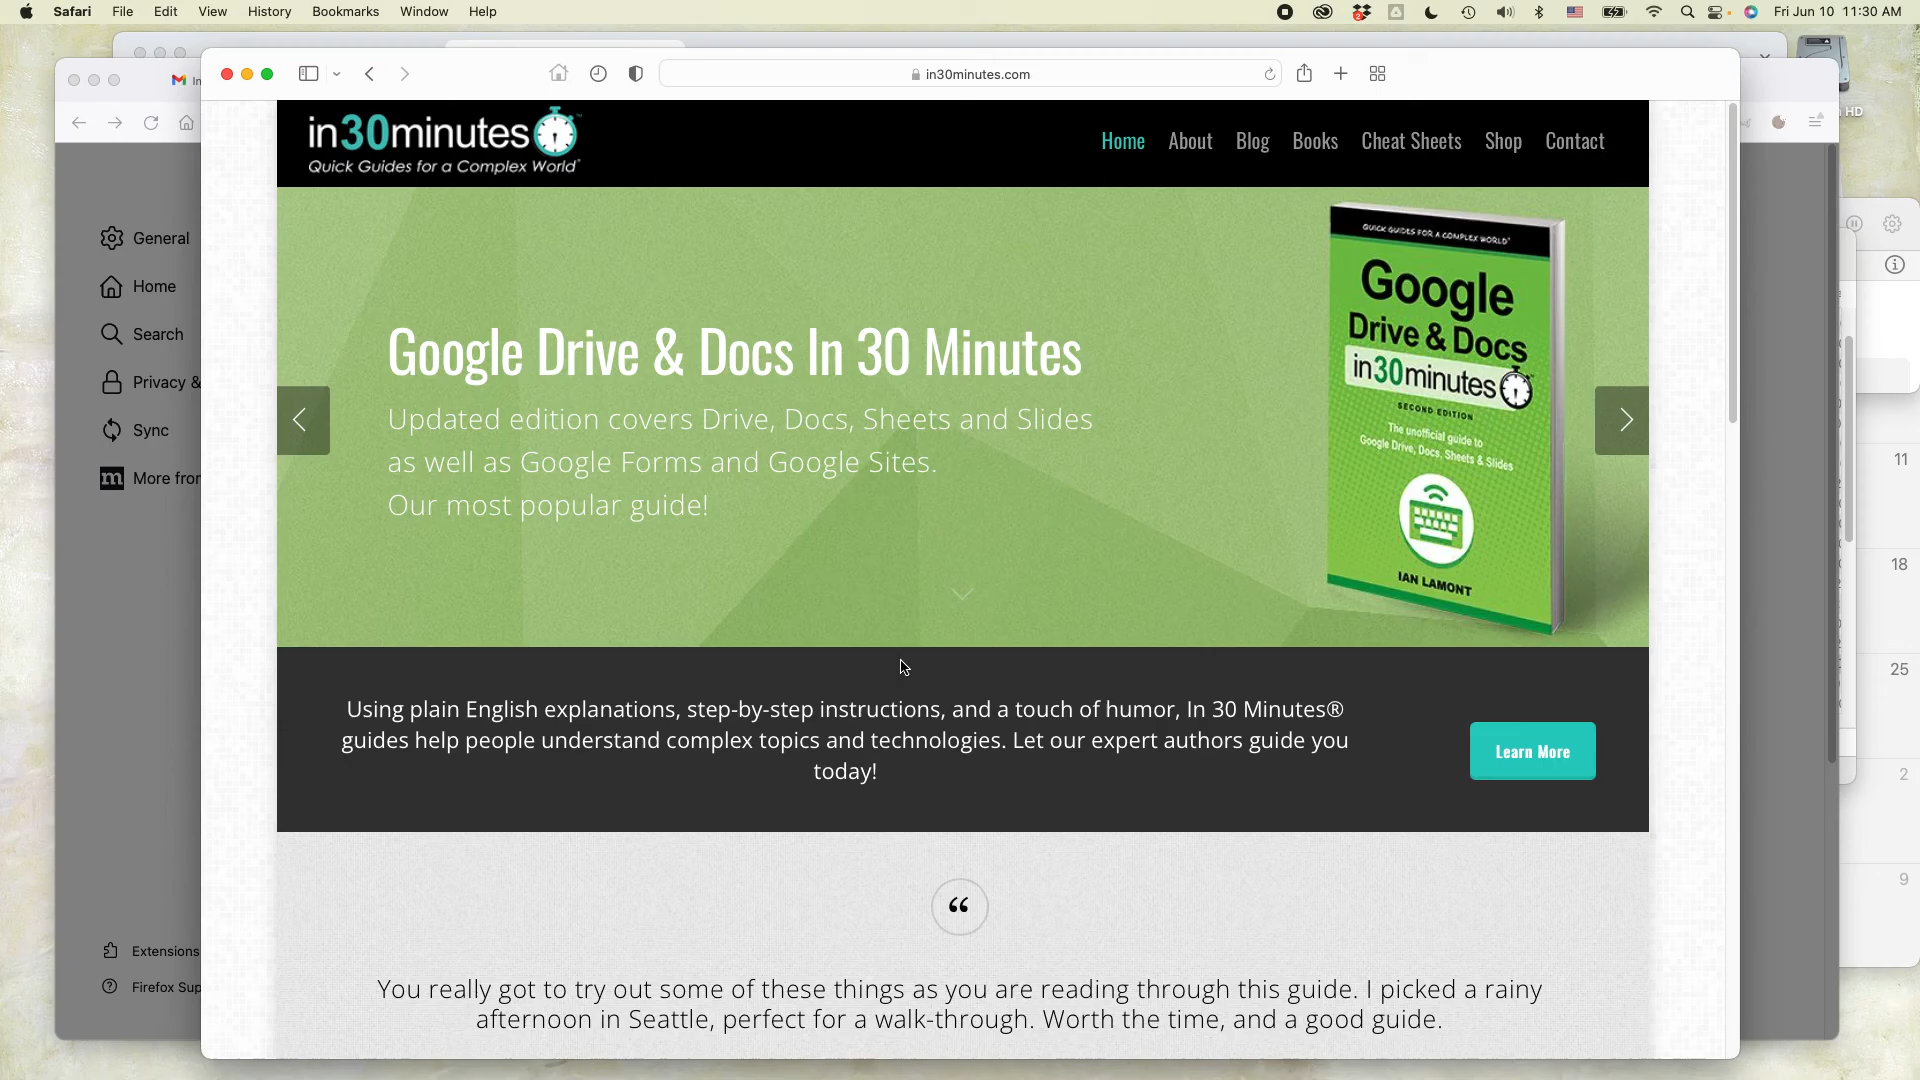 Safari File Edit View History Bookmarks Window Help
Fri Jun 10 11:30 AM
in30minutes.com
HD
in30minutes
Quick Guides for a Complex World®
Home About Blog Books Cheat Sheets Shop Contact
General
Home
Search
Privacy &
Sync
More from
Extensions
Firefox Sup
Google Drive & Docs In 30 Minutes
Updated edition covers Drive, Docs, Sheets and Slides
as well as Google Forms and Google Sites.
Our most popular guide!
QUICK GUIDES FOR A COMPLEX WORLD®
Google
Drive & Docs
in30minutes
SECOND EDITION
The unofficial guide to
Google Drive, Docs, Sheets & Slides
IAN LAMONT
Using plain English explanations, step-by-step instructions, and a touch of humor, In 30 Minutes®
guides help people understand complex topics and technologies. Let our expert authors guide you
today!
Learn More
“
You really got to try out some of these things as you are reading through this guide. I picked a rainy
afternoon in Seattle, perfect for a walk-through. Worth the time, and a good guide.
11
18
25
2
9